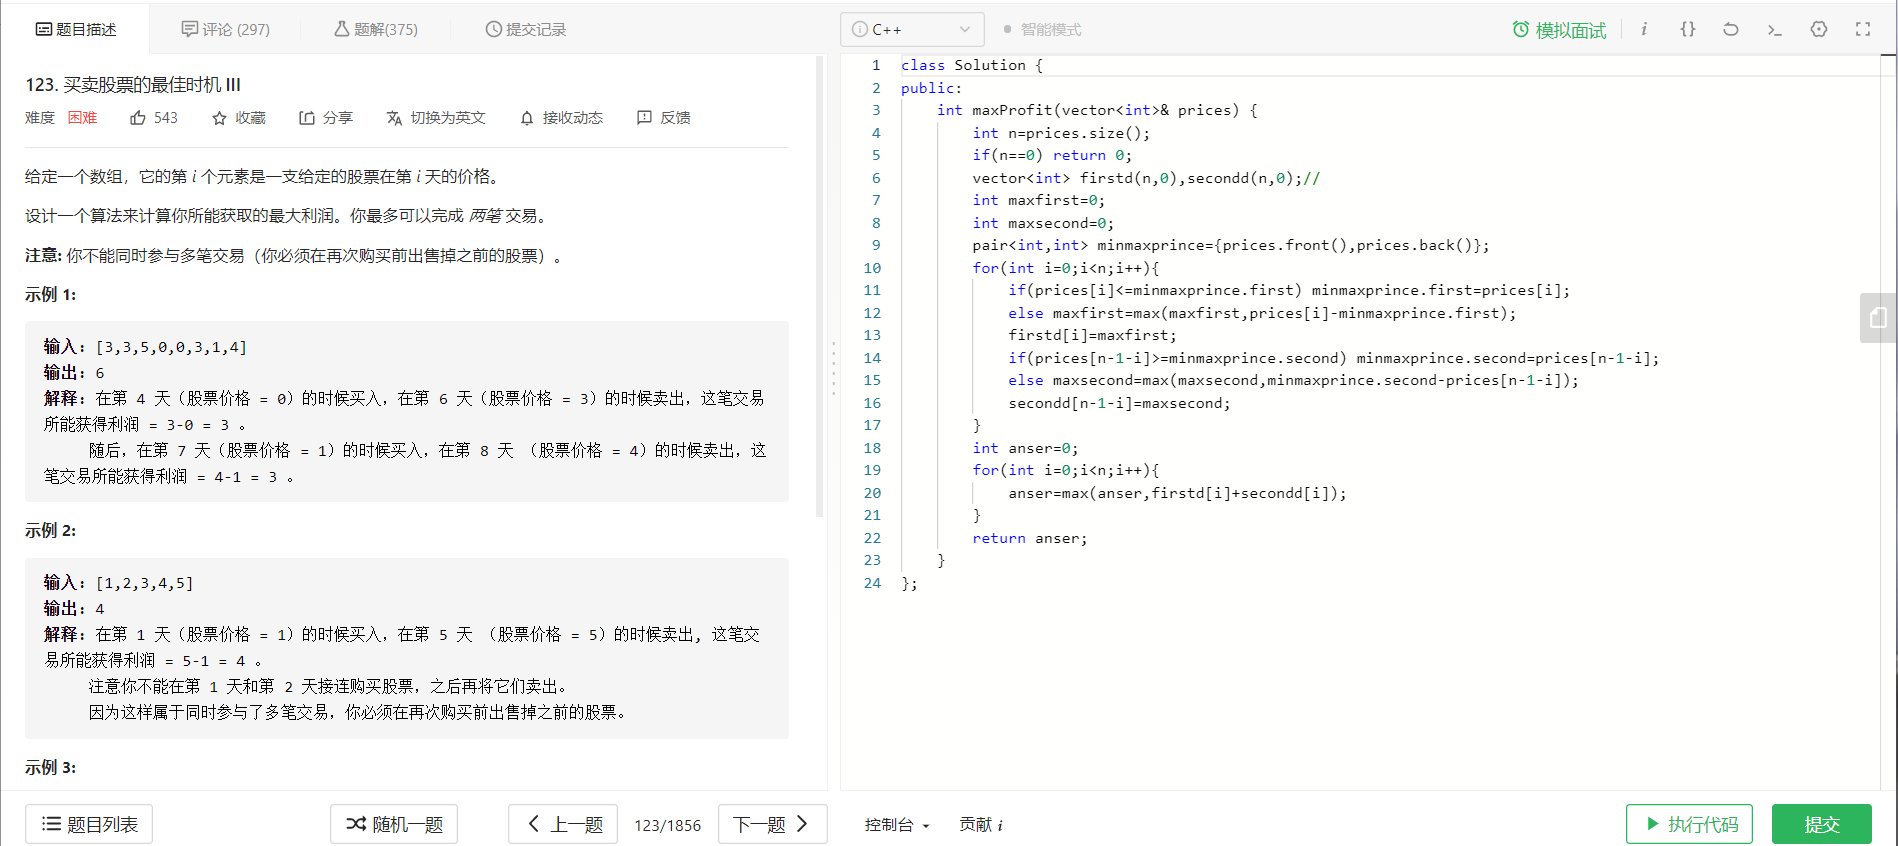 题目描述 评论 (297) 题解(375) 提交记录
123. 买卖股票的最佳时机 III
难度 困难 543 收藏 分享 切换为英文 接收动态 反馈
给定一个数组，它的第 i 个元素是一支给定的股票在第 i 天的价格。
设计一个算法来计算你所能获取的最大利润。你最多可以完成 两笔 交易。
注意: 你不能同时参与多笔交易（你必须在再次购买前出售掉之前的股票）。
示例 1:
输入：[3,3,5,0,0,3,1,4]
输出：6
解释：在第 4 天（股票价格 = 0）的时候买入，在第 6 天（股票价格 = 3）的时候卖出，这笔交易
所能获得利润 = 3-0 = 3 。
随后，在第 7 天（股票价格 = 1）的时候买入，在第 8 天 （股票价格 = 4）的时候卖出，这
笔交易所能获得利润 = 4-1 = 3 。
示例 2:
输入：[1,2,3,4,5]
输出：4
解释：在第 1 天（股票价格 = 1）的时候买入，在第 5 天 （股票价格 = 5）的时候卖出, 这笔交
易所能获得利润 = 5-1 = 4 。
注意你不能在第 1 天和第 2 天接连购买股票，之后再将它们卖出。
因为这样属于同时参与了多笔交易，你必须在再次购买前出售掉之前的股票。
示例 3:
题目列表 随机一题 上一题 123/1856 下一题
C++ 智能模式 模拟面试 i {}
1 class Solution {
2 public:
3 int maxProfit(vector<int>& prices) {
4 int n=prices.size();
5 if(n==0) return 0;
6 vector<int> firstd(n,0),secondd(n,0);//
7 int maxfirst=0;
8 int maxsecond=0;
9 pair<int,int> minmaxprince={prices.front(),prices.back()};
10 for(int i=0;i<n;i++){
11 if(prices[i]<=minmaxprince.first) minmaxprince.first=prices[i];
12 else maxfirst=max(maxfirst,prices[i]-minmaxprince.first);
13 firstd[i]=maxfirst;
14 if(prices[n-1-i]>=minmaxprince.second) minmaxprince.second=prices[n-1-i];
15 else maxsecond=max(maxsecond,minmaxprince.second-prices[n-1-i]);
16 secondd[n-1-i]=maxsecond;
17 }
18 int anser=0;
19 for(int i=0;i<n;i++){
20 anser=max(anser,firstd[i]+secondd[i]);
21 }
22 return anser;
23 }
24 };
控制台 贡献 i 执行代码 提交